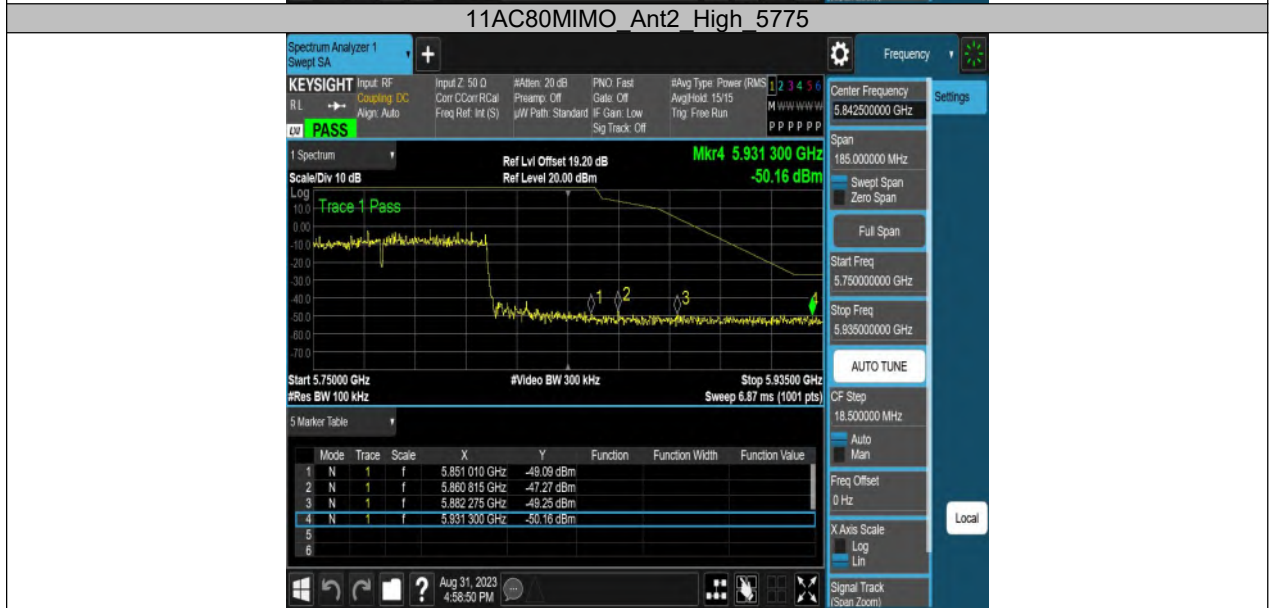 11AC80MIMO_Ant2_High_5775
Spectrum Analyzer 1
Swept SA
+
Frequency
KEYSIGHT
RL
LXI
PASS
Input: RF
Coupling: DC
Align: Auto
Input Z: 50 Ω
Corr CCorr RCal
Freq Ref: Int (S)
#Atten: 20 dB
Preamp: Off
µW Path: Standard
PNO: Fast
Gate: Off
IF Gain: Low
Sig Track: Off
#Avg Type: Power (RMS
Avg|Hold: 15/15
Trig: Free Run
1 2 3 4 5 6
M W W W W W
P P P P P P
1 Spectrum
Scale/Div 10 dB
Ref Lvl Offset 19.20 dB
Ref Level 20.00 dBm
Mkr4 5.931 300 GHz
-50.16 dBm
Log
Trace 1 Pass
10.0
0.00
-10.0
-20.0
-30.0
-40.0
-50.0
-60.0
-70.0
1
2
3
4
Start 5.75000 GHz
#Res BW 100 kHz
#Video BW 300 kHz
Stop 5.93500 GHz
Sweep 6.87 ms (1001 pts)
5 Marker Table
Mode Trace Scale X Y Function Function Width Function Value
1 N 1 f 5.851 010 GHz -49.09 dBm
2 N 1 f 5.860 815 GHz -47.27 dBm
3 N 1 f 5.882 275 GHz -49.25 dBm
4 N 1 f 5.931 300 GHz -50.16 dBm
5
6
?
Aug 31, 2023
4:58:50 PM
Center Frequency
5.842500000 GHz
Settings
Span
185.000000 MHz
Swept Span
Zero Span
Full Span
Start Freq
5.750000000 GHz
Stop Freq
5.935000000 GHz
AUTO TUNE
CF Step
18.500000 MHz
Auto
Man
Freq Offset
0 Hz
X Axis Scale
Log
Lin
Local
Signal Track
(Span Zoom)